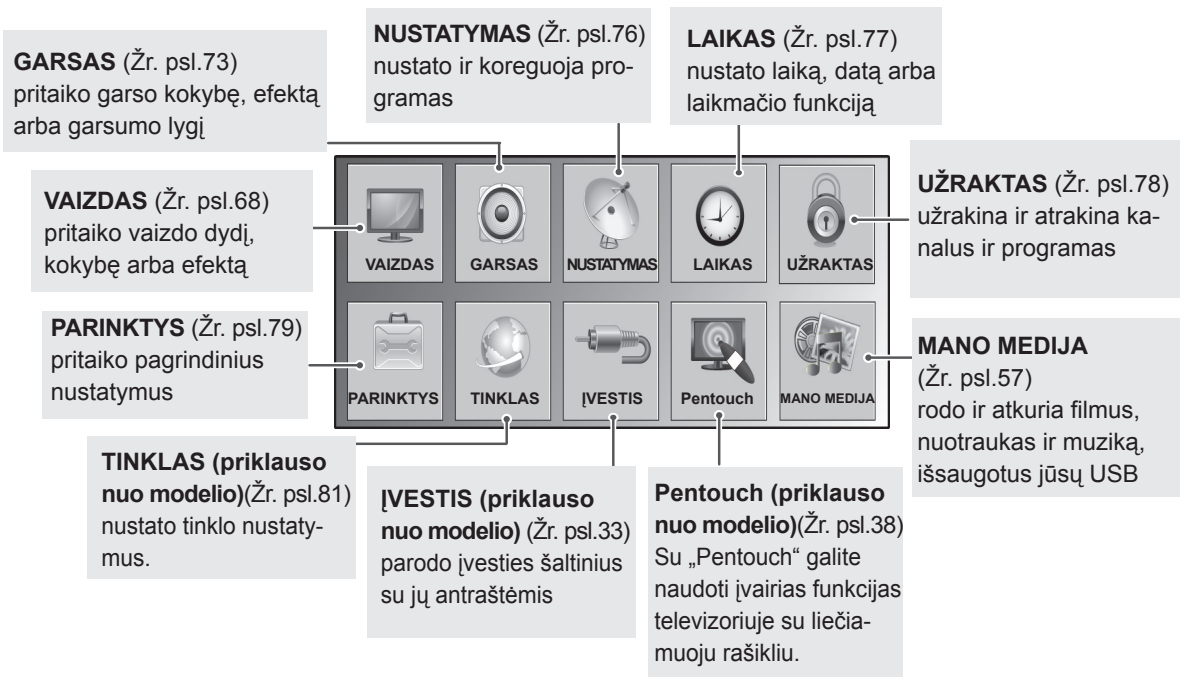 GARSAS (Žr. psl.73)
pritaiko garso kokybę, efektą
arba garsumo lygį
NUSTATYMAS (Žr. psl.76)
nustato ir koreguoja pro-
gramas
LAIKAS (Žr. psl.77)
nustato laiką, datą arba
laikmačio funkciją
VAIZDAS (Žr. psl.68)
pritaiko vaizdo dydį,
kokybę arba efektą
UŽRAKTAS (Žr. psl.78)
užrakina ir atrakina ka-
nalus ir programas
VAIZDAS GARSAS NUSTATYMAS LAIKAS UŽRAKTAS
PARINKTYS (Žr. psl.79)
pritaiko pagrindinius
nustatymus
PARINKTYS TINKLAS ĮVESTIS Pentouch MANO MEDIJA
MANO MEDIJA
(Žr. psl.57)
rodo ir atkuria filmus,
nuotraukas ir muziką,
išsaugotus jūsų USB
TINKLAS (priklauso
nuo modelio)(Žr. psl.81)
nustato tinklo nustaty-
mus.
ĮVESTIS (priklauso
nuo modelio) (Žr. psl.33)
parodo įvesties šaltinius
su jų antraštėmis
Pentouch (priklauso
nuo modelio)(Žr. psl.38)
Su „Pentouch“ galite
naudoti įvairias funkcijas
televizoriuje su liečia-
muoju rašikliu.